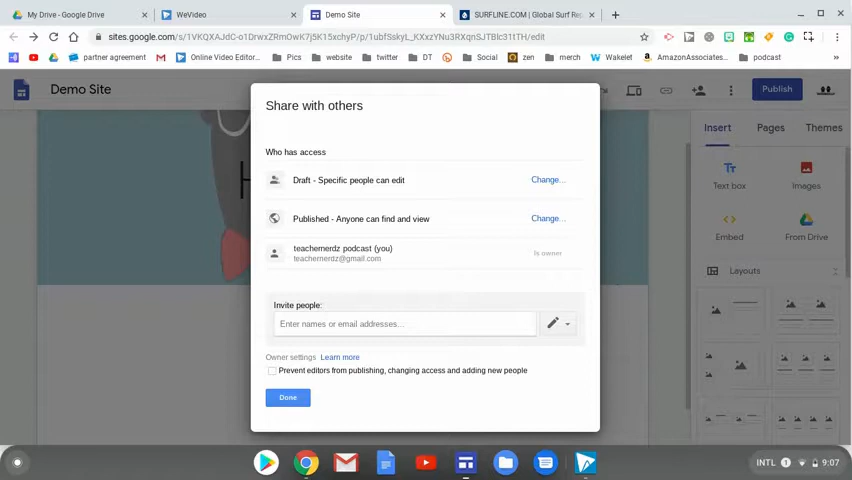 My Drive - Google Drive
WeVideo
Demo Site
SURFLINE.COM | Global Surf Re
sites.google.com/s/1VKQXAJdC-o1DrwxZRmOwK7j5K15xchyP/p/1ubfSskyL_KXxzYNu3RXqnSJTBlc31tTH/edit
partner agreement
Online Video Editor...
Pics
website
twitter
DT
Social
zen
merch
Wakelet
AmazonAssociates...
podcast
Demo Site
Publish
Share with others
Insert
Pages
Themes
Who has access
Draft - Specific people can edit
Change...
Text box
Images
Published - Anyone can find and view
Change...
Embed
From Drive
teachernerdz podcast (you)
teachernerdz@gmail.com
Is owner
Layouts
Invite people:
Enter names or email addresses...
Owner settings Learn more
Prevent editors from publishing, changing access and adding new people
Done
INTL
1
9:07